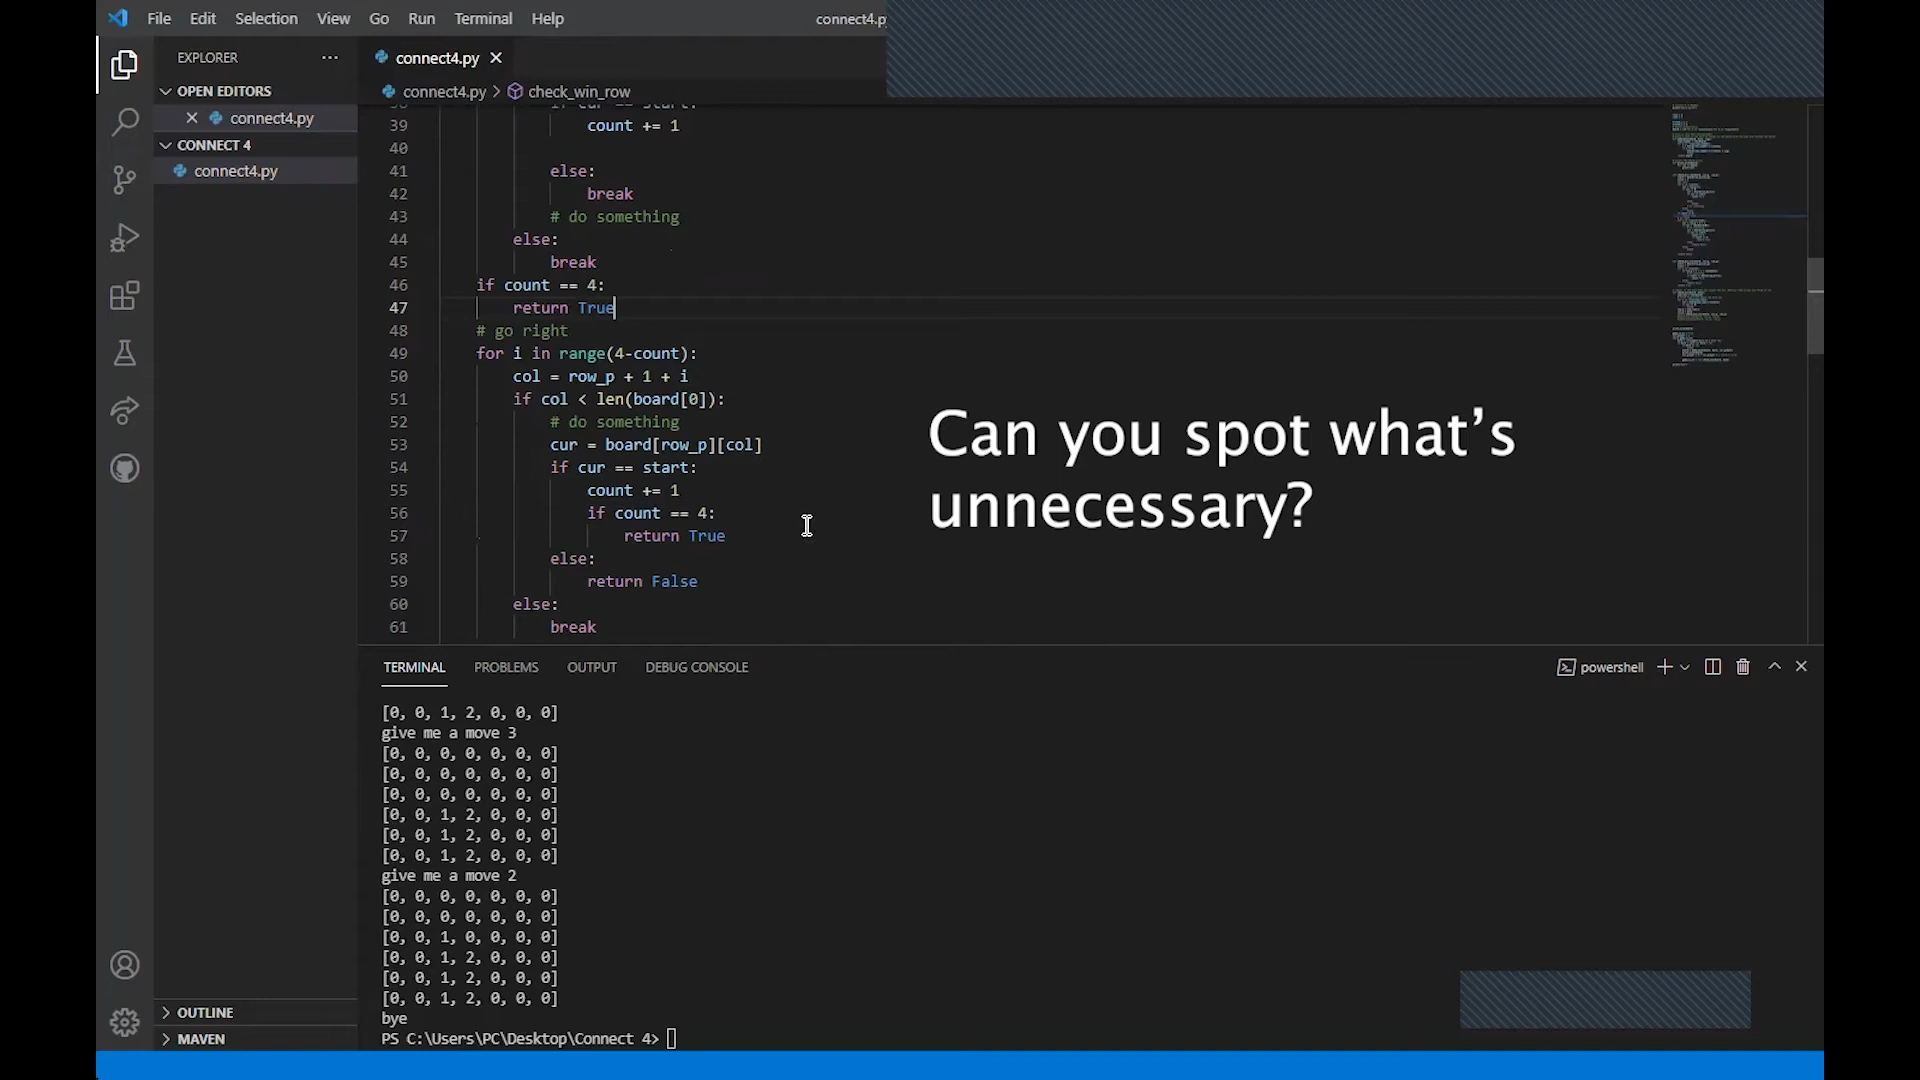 File Edit Selection View Go Run Terminal Help
connect4.py
EXPLORER
connect4.py
OPEN EDITORS
connect4.py > check_win_row
connect4.py
CONNECT 4
connect4.py
39 count += 1
40
41 else:
42 break
43 # do something
44 else:
45 break
46 if count == 4:
47 return True
48 # go right
49 for i in range(4-count):
50 col = row_p + 1 + i
51 if col < len(board[0]):
52 # do something
53 cur = board[row_p][col]
54 if cur == start:
55 count += 1
56 if count == 4:
57 return True
58 else:
59 return False
60 else:
61 break
Can you spot what's
unnecessary?
TERMINAL PROBLEMS OUTPUT DEBUG CONSOLE
powershell
[0, 0, 1, 2, 0, 0, 0]
give me a move 3
[0, 0, 0, 0, 0, 0, 0]
[0, 0, 0, 0, 0, 0, 0]
[0, 0, 0, 0, 0, 0, 0]
[0, 0, 1, 2, 0, 0, 0]
[0, 0, 1, 2, 0, 0, 0]
[0, 0, 1, 2, 0, 0, 0]
give me a move 2
[0, 0, 0, 0, 0, 0, 0]
[0, 0, 0, 0, 0, 0, 0]
[0, 0, 1, 0, 0, 0, 0]
[0, 0, 1, 2, 0, 0, 0]
[0, 0, 1, 2, 0, 0, 0]
[0, 0, 1, 2, 0, 0, 0]
bye
PS C:\Users\PC\Desktop\Connect 4>
OUTLINE
MAVEN